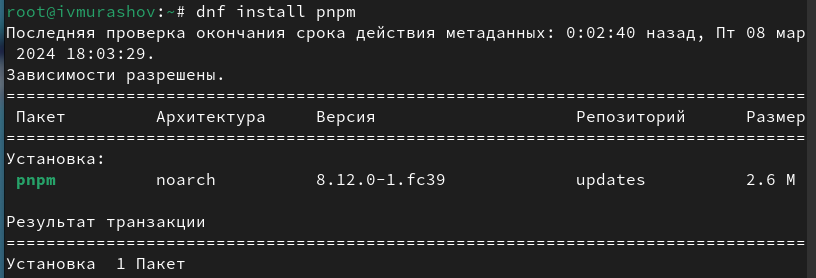 root@ivmurashov:~# dnf install pnpm
Последняя проверка окончания срока действия метаданных: 0:02:40 назад, Пт 08 мар
 2024 18:03:29.
Зависимости разрешены.
================================================================================
 Пакет         Архитектура     Версия                    Репозиторий      Размер
================================================================================
Установка:
 pnpm          noarch          8.12.0-1.fc39             updates          2.6 M
Результат транзакции
================================================================================
Установка  1 Пакет